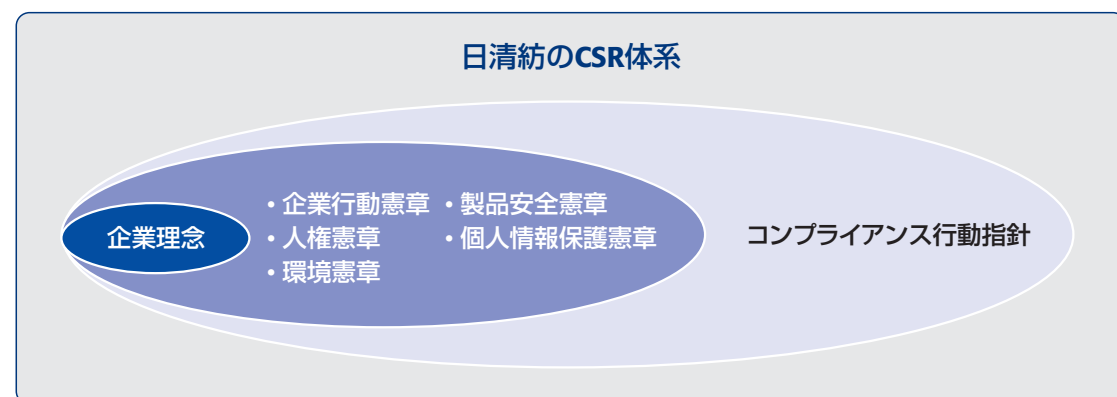 日清紡のCSR体系
企業理念
・企業行動憲章
・人権憲章
・環境憲章
・製品安全憲章
・個人情報保護憲章
コンプライアンス行動指針